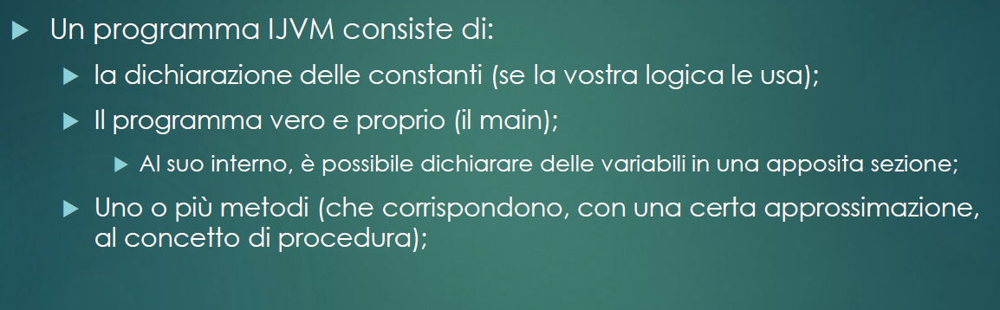 Un programma IJVM consiste di:
la dichiarazione delle constanti (se la vostra logica le usa);
Il programma vero e proprio (il main);
Al suo interno, è possibile dichiarare delle variabili in una apposita sezione;
Uno o più metodi (che corrispondono, con una certa approssimazione,
al concetto di procedura);